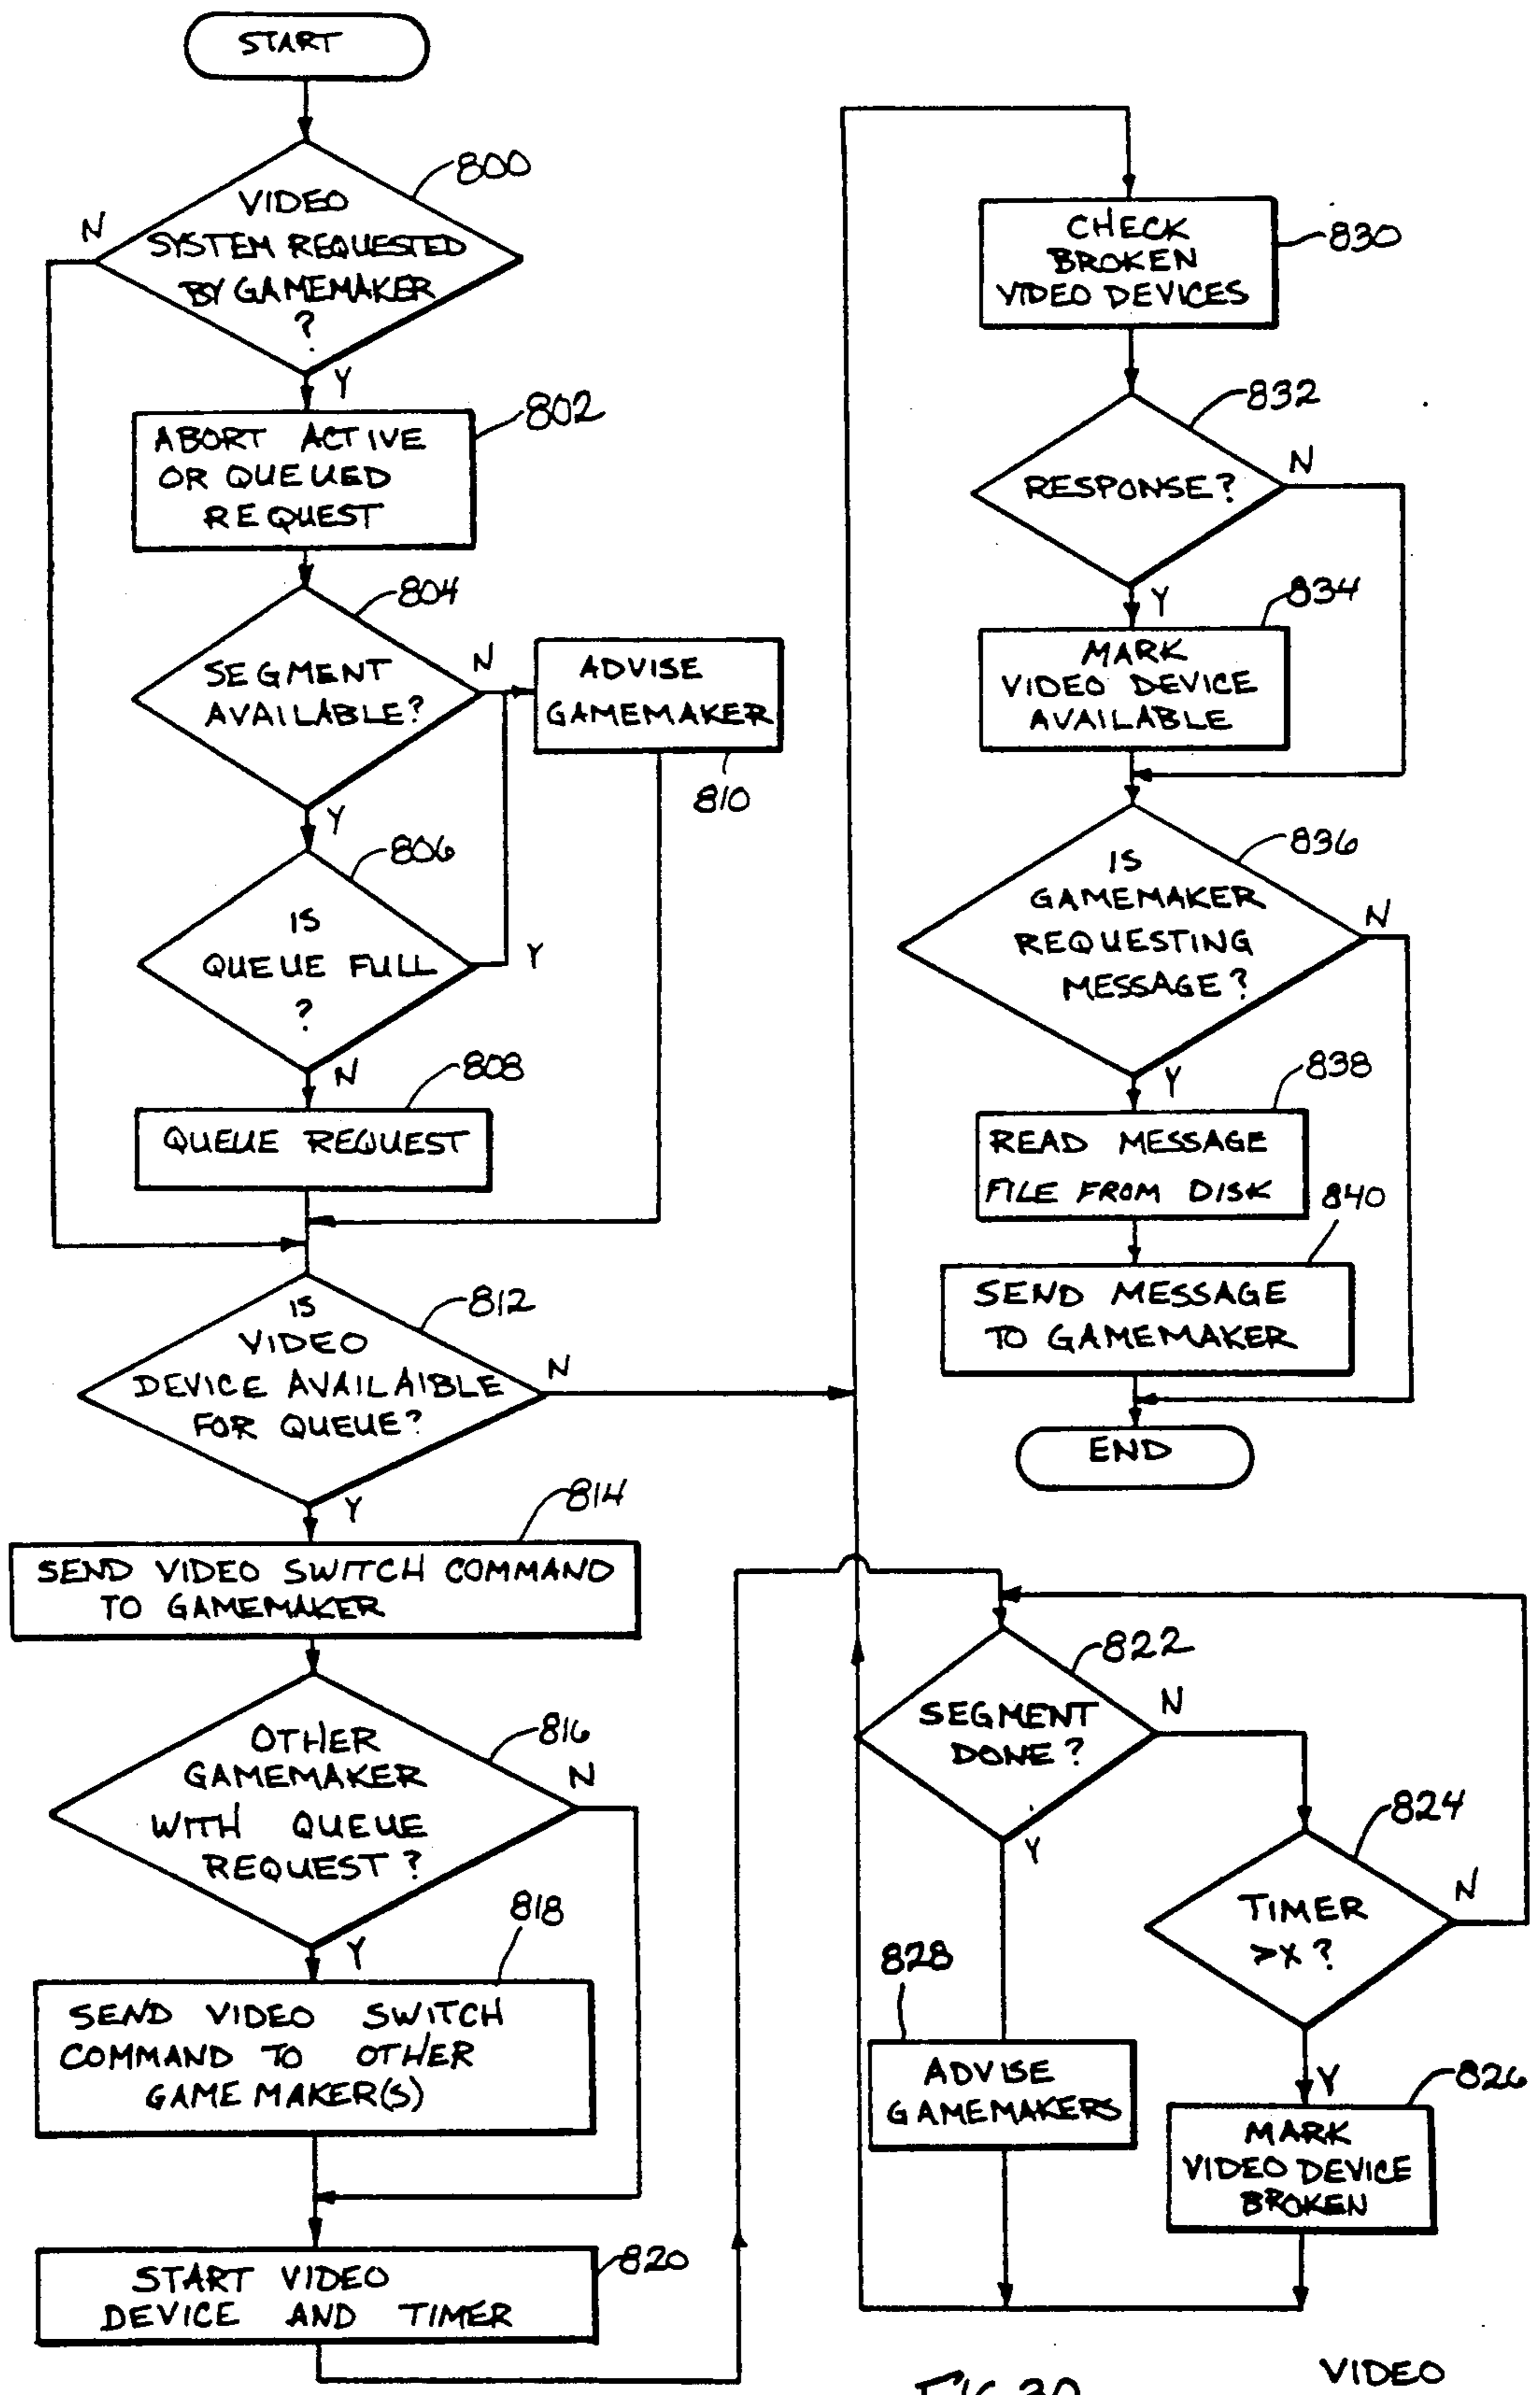 START
800
VIDEO
SYSTEM REQUESTED
BY GAMEMAKER
?
N
Y
802
ABORT ACTIVE
OR QUEUED
REQUEST
804
SEGMENT
AVAILABLE?
N
Y
ADVISE
GAMEMAKER
810
806
IS
QUEUE FULL
?
Y
N
808
QUEUE REQUEST
812
IS
VIDEO
DEVICE AVAILAIBLE
FOR QUEUE?
N
Y
814
SEND VIDEO SWITCH COMMAND
TO GAMEMAKER
816
OTHER
GAMEMAKER
WITH QUEUE
REQUEST?
N
Y
818
SEND VIDEO SWITCH
COMMAND TO OTHER
GAME MAKER(S)
820
START VIDEO
DEVICE AND TIMER
CHECK
BROKEN
VIDEO DEVICES
830
832
RESPONSE?
N
Y
834
MARK
VIDEO DEVICE
AVAILABLE
836
IS
GAMEMAKER
REQUESTING
MESSAGE?
N
Y
838
READ MESSAGE
FILE FROM DISK
840
SEND MESSAGE
TO GAMEMAKER
END
822
SEGMENT
DONE?
N
Y
824
TIMER
>X?
N
Y
828
ADVISE
GAMEMAKERS
826
MARK
VIDEO DEVICE
BROKEN
VIDEO